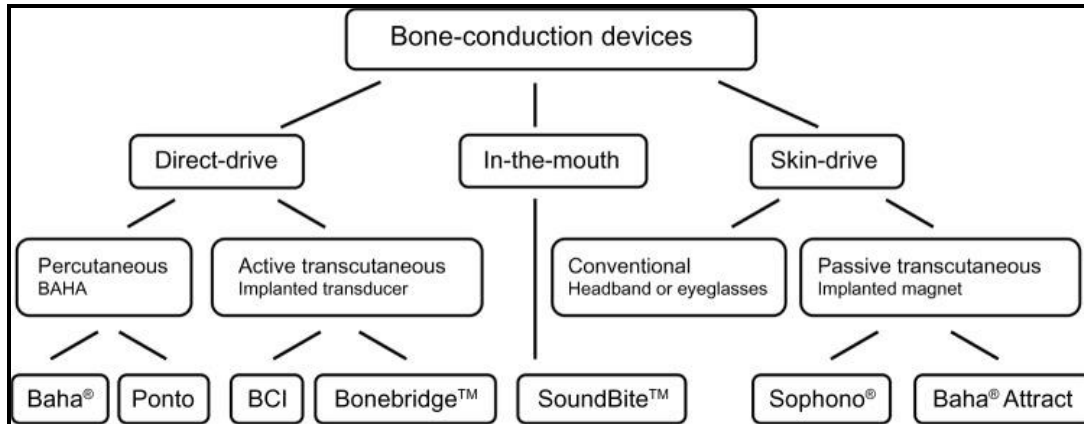 Bone-conduction devices
Direct-drive
In-the-mouth
Skin-drive
Percutaneous
BAHA
Active transcutaneous
Implanted transducer
Conventional
Headband or eyeglasses
Passive transcutaneous
Implanted magnet
Baha®
Ponto
BCI
Bonebridge™
SoundBite™
Sophono®
Baha® Attract